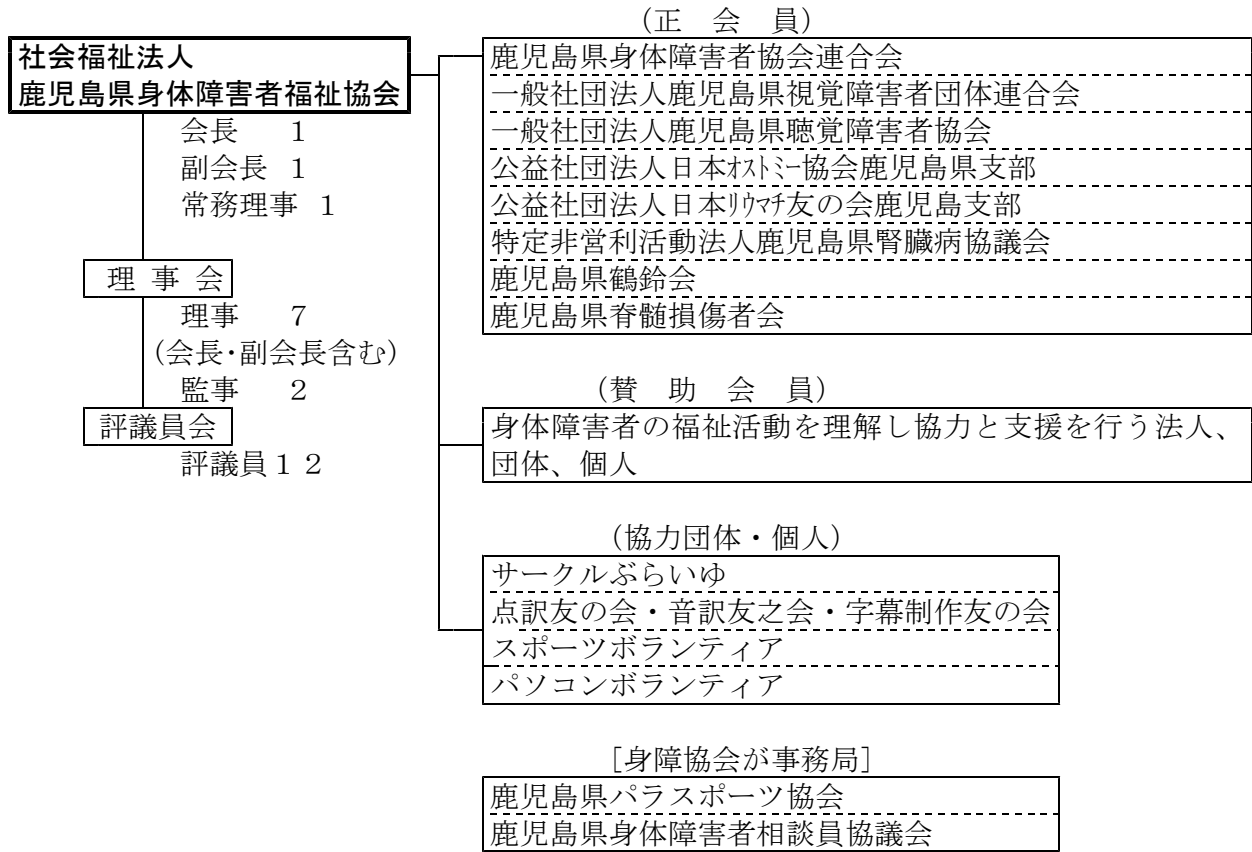 社会福祉法人
鹿児島県身体障害者福祉協会
会長 １
副会長 １
常務理事 １
理 事 会
理事 ７
(会長・副会長含む)
監事 ２
評議員会
評議員１２
(正 会 員)
鹿児島県身体障害者協会連合会
一般社団法人鹿児島県視覚障害者団体連合会
一般社団法人鹿児島県聴覚障害者協会
公益社団法人日本ｵｽﾄﾐｰ協会鹿児島県支部
公益社団法人日本ﾘｳﾏﾁ友の会鹿児島支部
特定非営利活動法人鹿児島県腎臓病協議会
鹿児島県鶴鈴会
鹿児島県脊髄損傷者会
(賛 助 会 員)
身体障害者の福祉活動を理解し協力と支援を行う法人、
団体、個人
(協力団体・個人)
サークルぶらいゆ
点訳友の会・音訳友之会・字幕制作友の会
スポーツボランティア
パソコンボランティア
[身障協会が事務局]
鹿児島県パラスポーツ協会
鹿児島県身体障害者相談員協議会